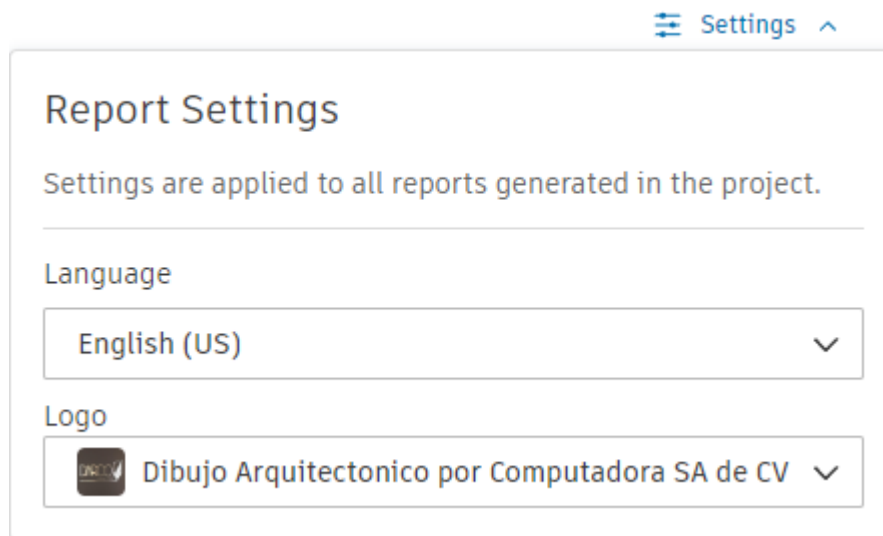 Settings
Report Settings
Settings are applied to all reports generated in the project.
Language
English (US)
Logo
Dibujo Arquitectonico por Computadora SA de CV